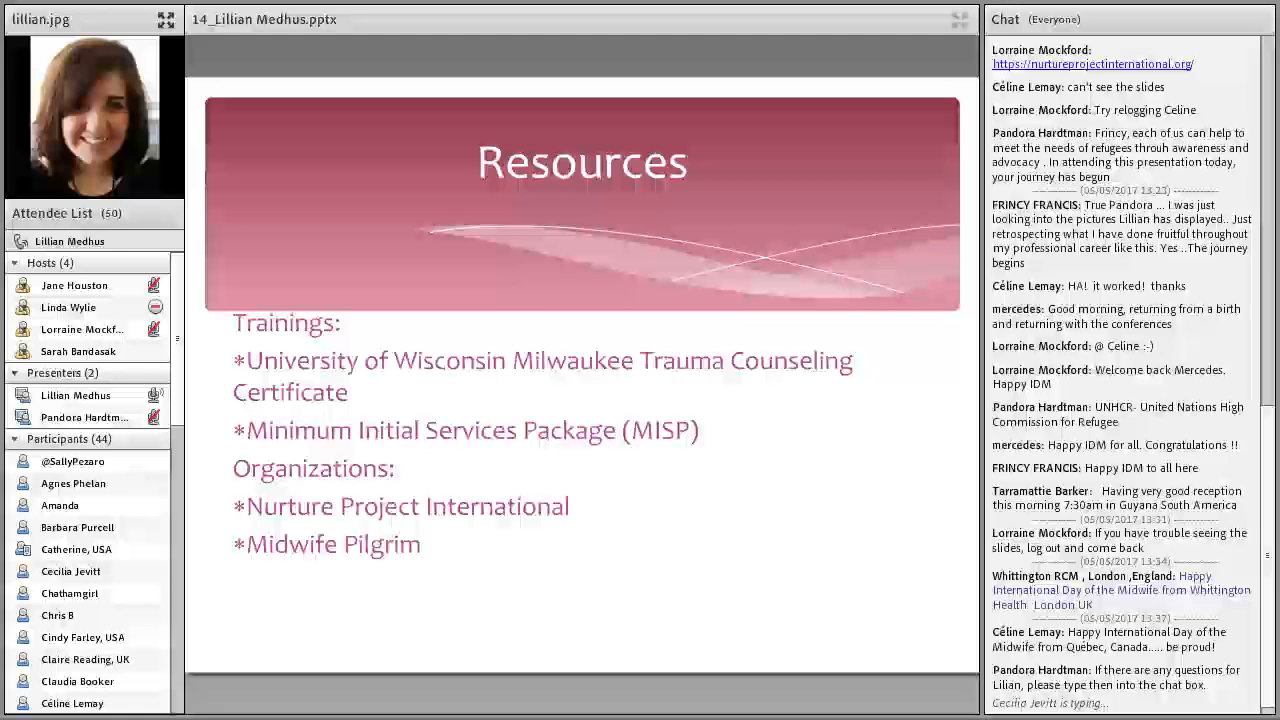 lillian.jpg
Attendee List (50)
Lillian Medhus
Hosts (4)
Jane Houston
Linda Wylie
Lorraine Mockf...
Sarah Bandasak
Presenters (2)
Lillian Medhus
Pandora Hardtm...
Participants (44)
@SallyPezaro
Agnes Phelan
Amanda
Barbara Purcell
Catherine, USA
Cecilia Jevitt
Chathamgirl
Chris B
Cindy Farley, USA
Claire Reading, UK
Claudia Booker
Céline Lemay
14_Lillian Medhus.pptx
Resources
Trainings:
*University of Wisconsin Milwaukee Trauma Counseling
Certificate
*Minimum Initial Services Package (MISP)
Organizations:
*Nurture Project International
*Midwife Pilgrim
Chat (Everyone)
Lorraine Mockford:
https://nurtureprojectinternational.org/
Céline Lemay: can't see the slides
Lorraine Mockford: Try relogging Celine
Pandora Hardtman: Frincy, each of us can help to
meet the needs of refugees throuh awareness and
advocacy . In attending this presentation today,
your journey has begun
(05/05/2017 13:23)
FRINCY FRANCIS: True Pandora ... I was just
looking into the pictures Lillian has displayed.. Just
retrospecting what I have done fruitful throughout
my professional career like this. Yes ..The journey
begins
Céline Lemay: HA! it worked! thanks
mercedes: Good morning, returning from a birth
and returning with the conferences
Lorraine Mockford: @ Celine :-)
Lorraine Mockford: Welcome back Mercedes.
Happy IDM
Pandora Hardtman: UNHCR- United Nations High
Commission for Refugee
mercedes: Happy IDM for all. Congratulations !!
FRINCY FRANCIS: Happy IDM to all here
Tarramattie Barker: Having very good reception
this morning 7:30am in Guyana South America
(05/05/2017 13:31)
Lorraine Mockford: If you have trouble seeing the
slides, log out and come back
(05/05/2017 13:34)
Whittington RCM , London ,England: Happy
International Day of the Midwife from Whittington
Health London UK
(05/05/2017 13:37)
Céline Lemay: Happy International Day of the
Midwife from Québec, Canada..... be proud!
Pandora Hardtman: If there are any questions for
Lilian, please type then into the chat box.
Cecilia Jevitt is typing...